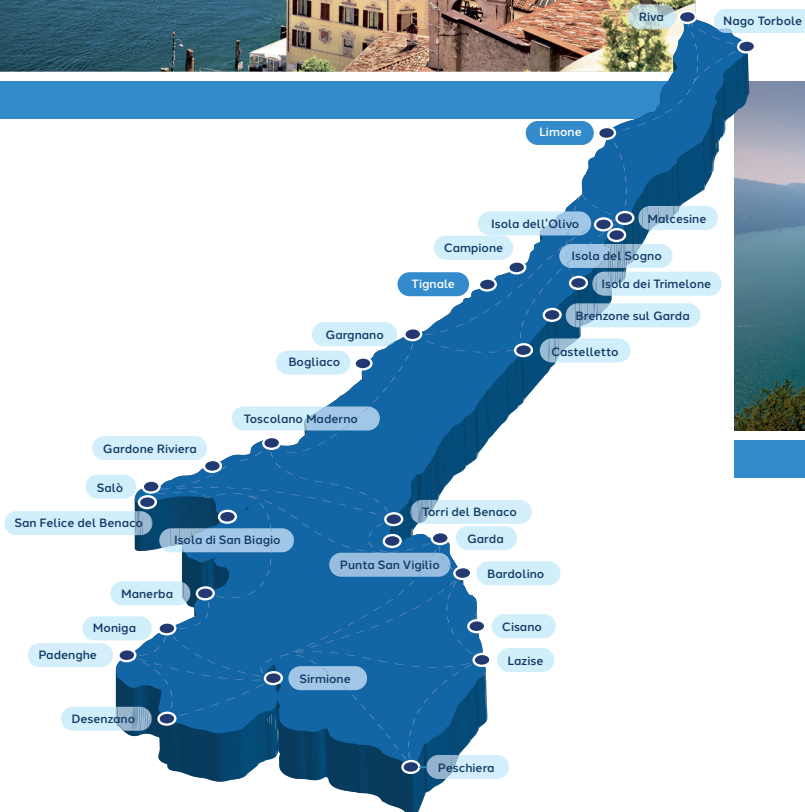 Riva
Nago Torbole
Limone
Malcesine
Isola dell'Olivo
Campione
Isola del Sogno
Tignale
Isola dei Trimelone
Brenzone sul Garda
Gargnano
Castelletto
Bogliaco
Toscolano Maderno
Gardone Riviera
Salò
Torri del Benaco
San Felice del Benaco
Isola di San Biagio
Garda
Punta San Vigilio
Bardolino
Manerba
Moniga
Cisano
Padenghe
Lazise
Sirmione
Desenzano
Peschiera